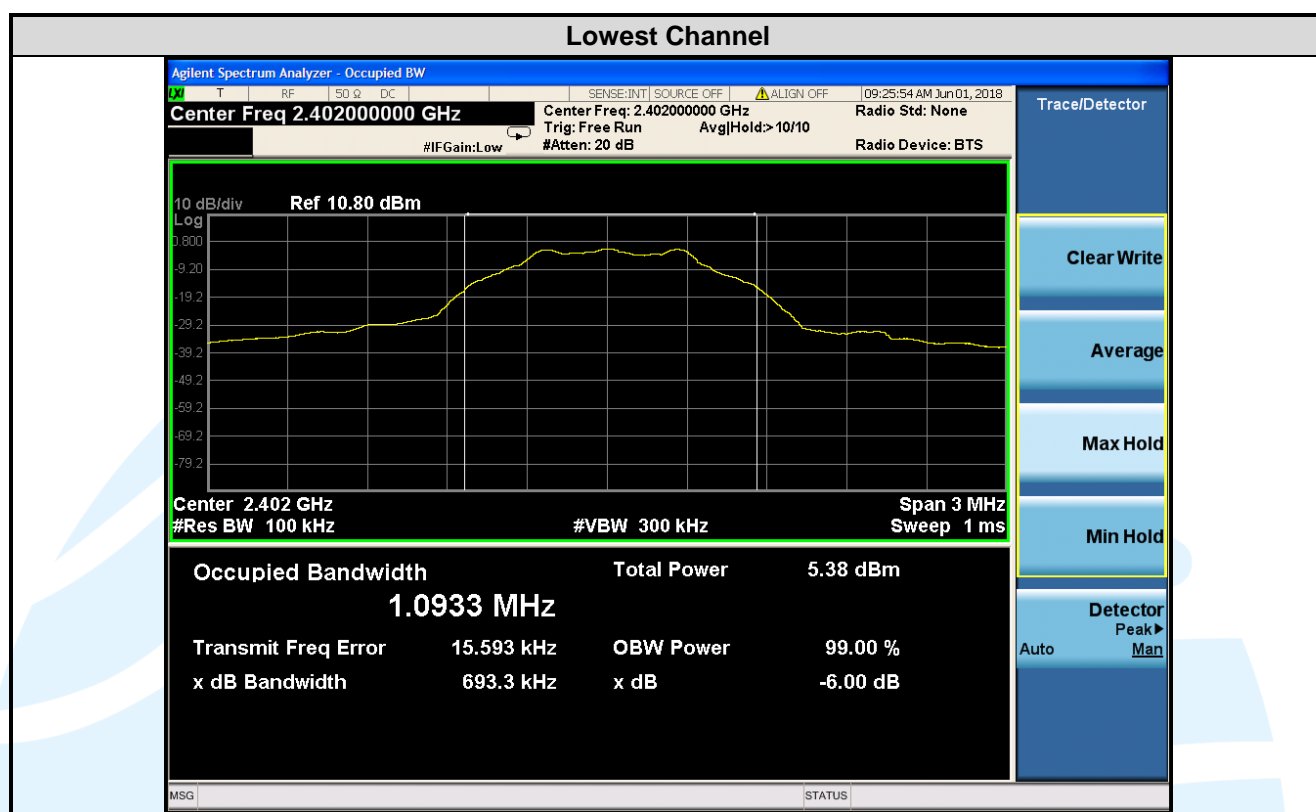 Lowest Channel
Agilent Spectrum Analyzer - Occupied BW
LXI T RF 50 Ω DC SENSE:INT SOURCE OFF ALIGN OFF 09:25:54 AM Jun 01, 2018
Center Freq 2.402000000 GHz
Center Freq: 2.402000000 GHz
Radio Std: None
Trig: Free Run Avg|Hold:> 10/10
#IFGain:Low
#Atten: 20 dB
Radio Device: BTS
10 dB/div Ref 10.80 dBm
Log
0.800
-9.20
-19.2
-29.2
-39.2
-49.2
-59.2
-69.2
-79.2
Center 2.402 GHz Span 3 MHz
#Res BW 100 kHz #VBW 300 kHz Sweep 1 ms
Occupied Bandwidth Total Power 5.38 dBm
1.0933 MHz
Transmit Freq Error 15.593 kHz OBW Power 99.00 %
x dB Bandwidth 693.3 kHz x dB -6.00 dB
MSG STATUS
Trace/Detector
Clear Write
Average
Max Hold
Min Hold
Detector
Peak▶
Auto Man